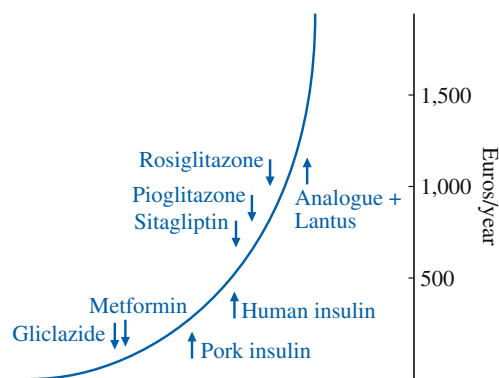 1,500
Rosiglitazone
Pioglitazone
Sitagliptin
1,000
Analogue +
Lantus
Euros/year
500
Metformin
Gliclazide
Human insulin
Pork insulin